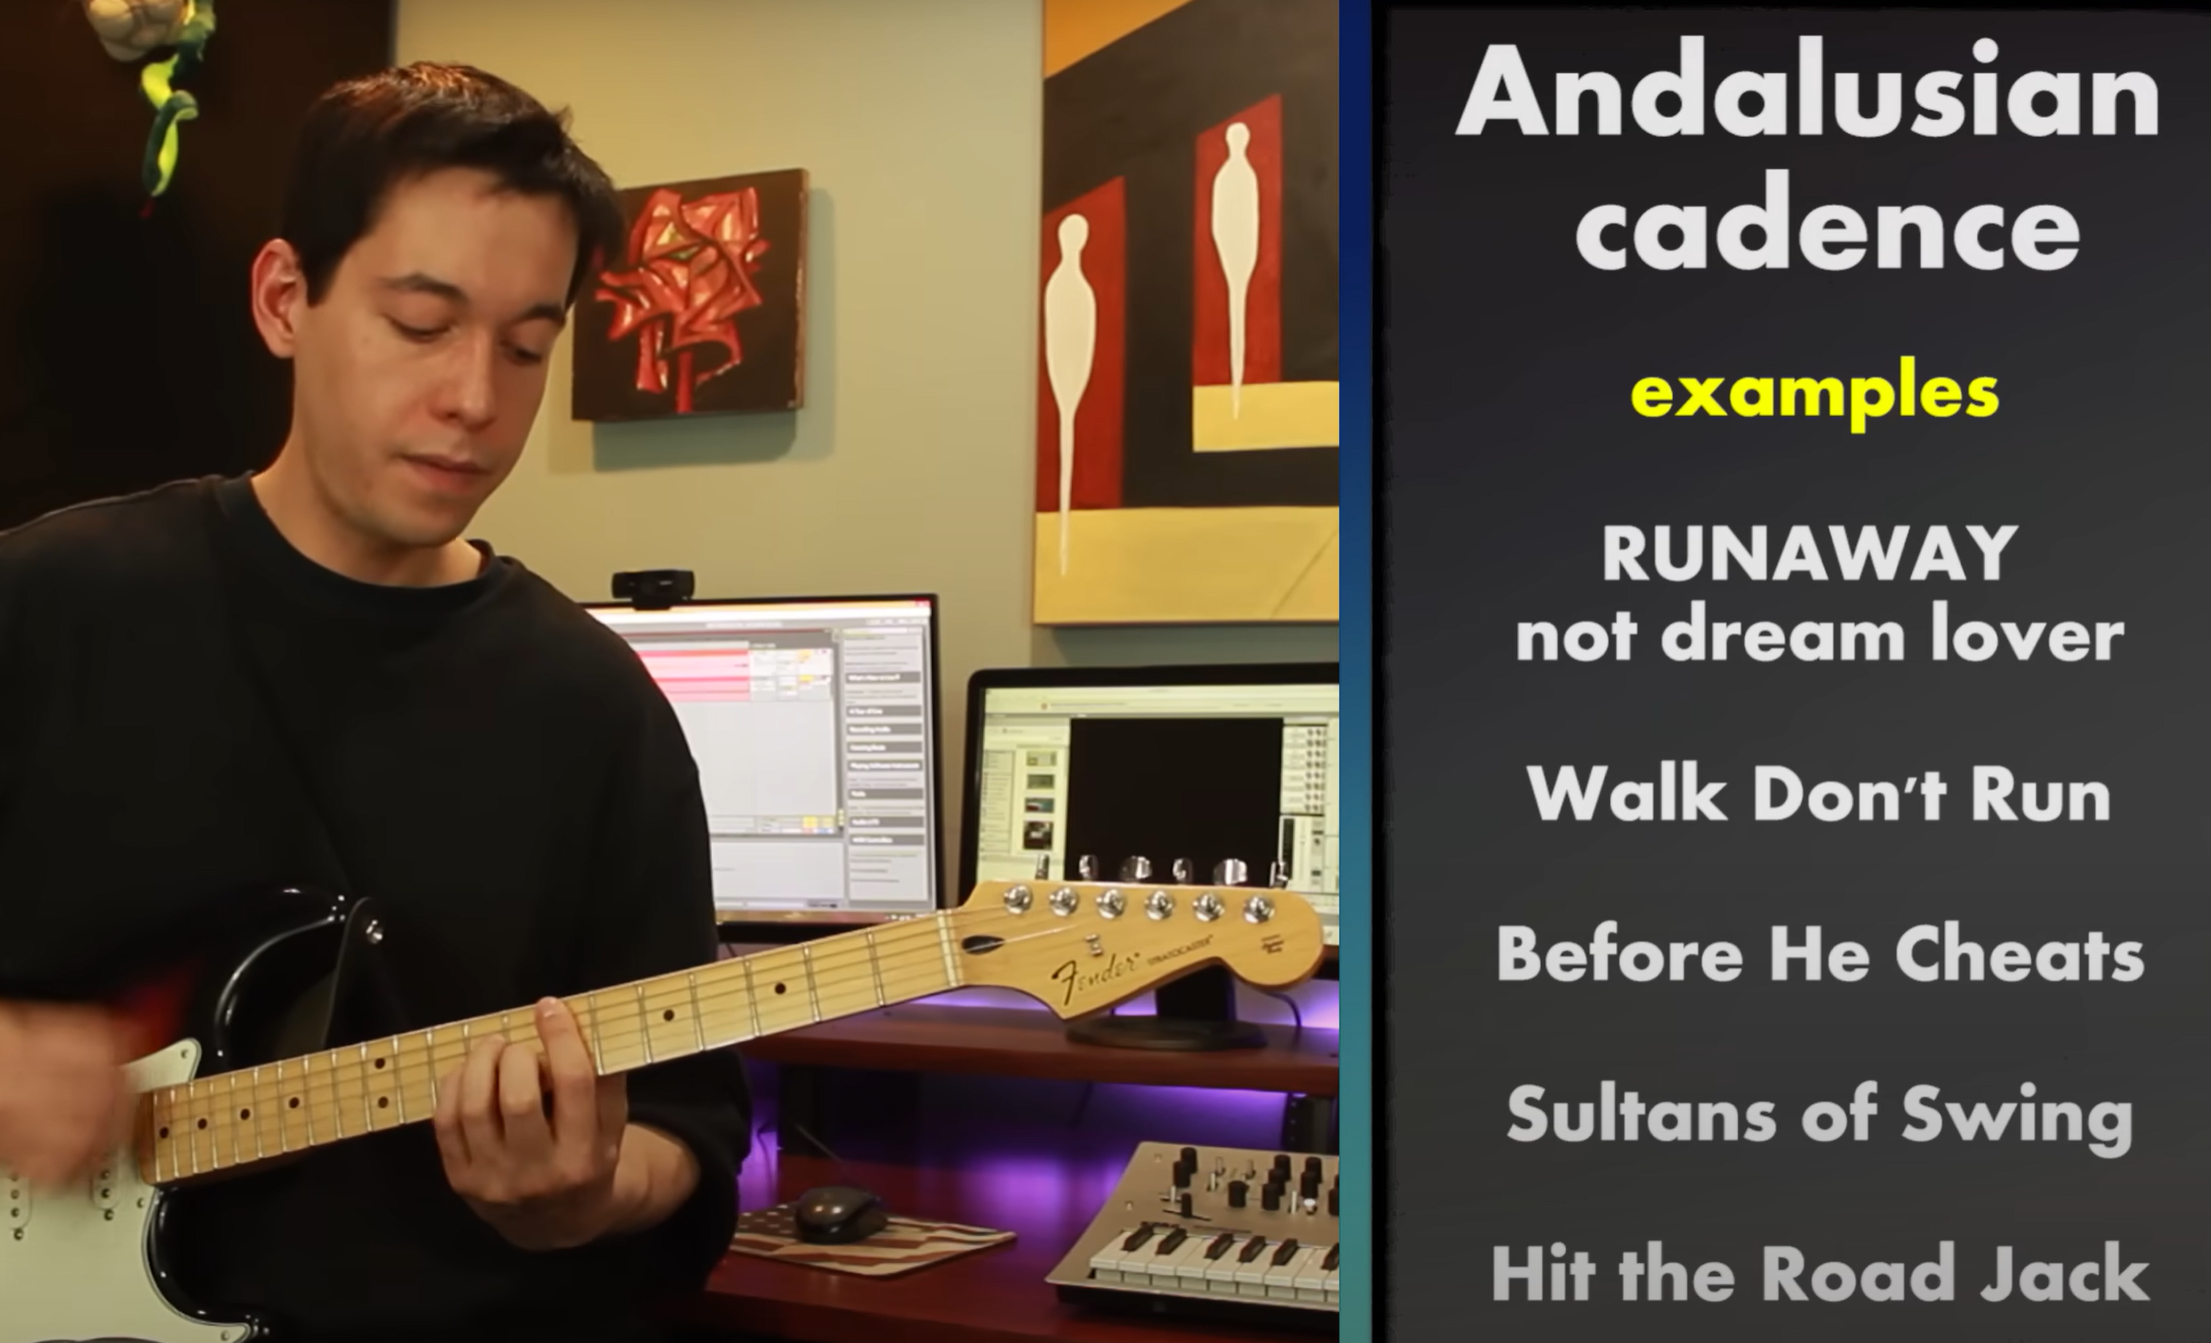 Andalusian
cadence
examples
RUNAWAY
not dream lover
Walk Don't Run
Before He Cheats
Sultans of Swing
Hit the Road Jack
Fender
STRATOCASTER